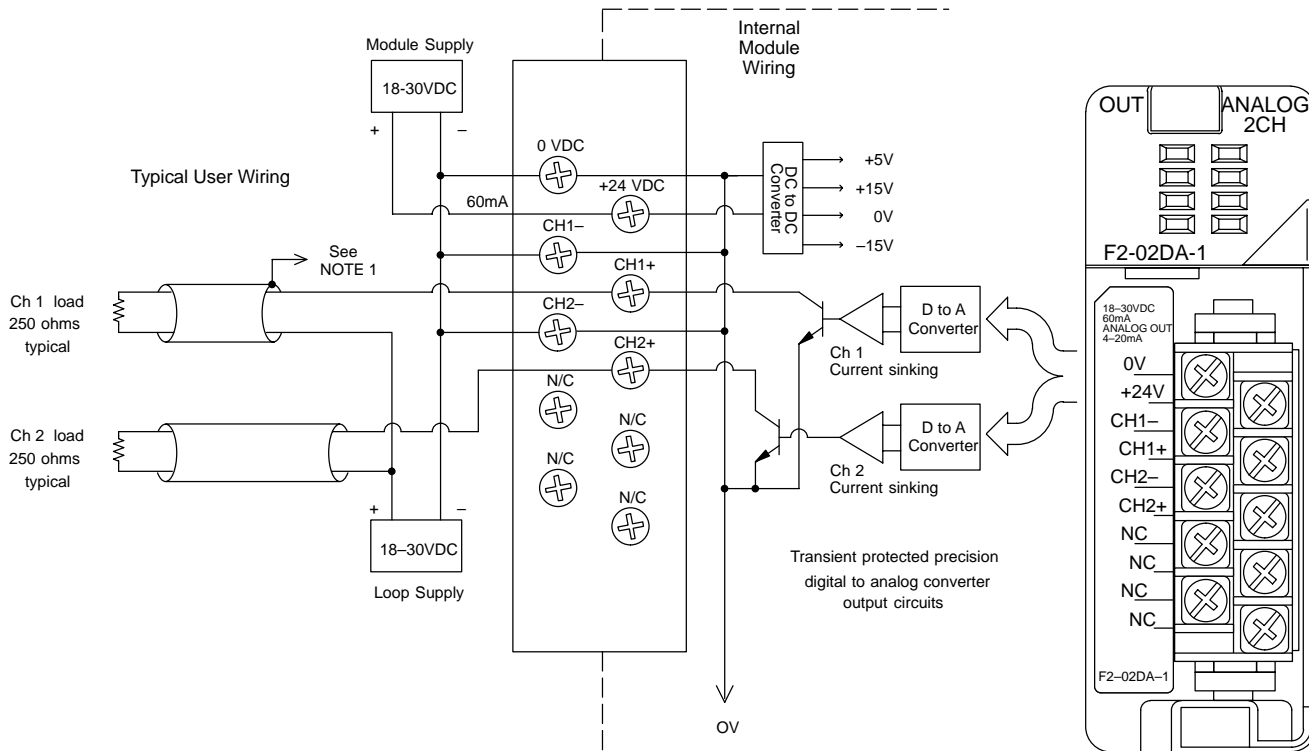 Internal
Module
Wiring
Module Supply
18-30VDC
+ –
Typical User Wiring
0 VDC
+24 VDC
60mA
CH1–
CH1+
CH2–
CH2+
N/C
N/C
N/C
N/C
See
NOTE 1
Ch 1 load
250 ohms
typical
Ch 2 load
250 ohms
typical
+ –
18–30VDC
Loop Supply
DC to DC
Converter
+5V
+15V
0V
–15V
D to A
Converter
Ch 1
Current sinking
D to A
Converter
Ch 2
Current sinking
Transient protected precision
digital to analog converter
output circuits
OV
OUT ANALOG
2CH
F2-02DA-1
18–30VDC
60mA
ANALOG OUT
4–20mA
0V
+24V
CH1–
CH1+
CH2–
CH2+
NC
NC
NC
NC
F2–02DA–1